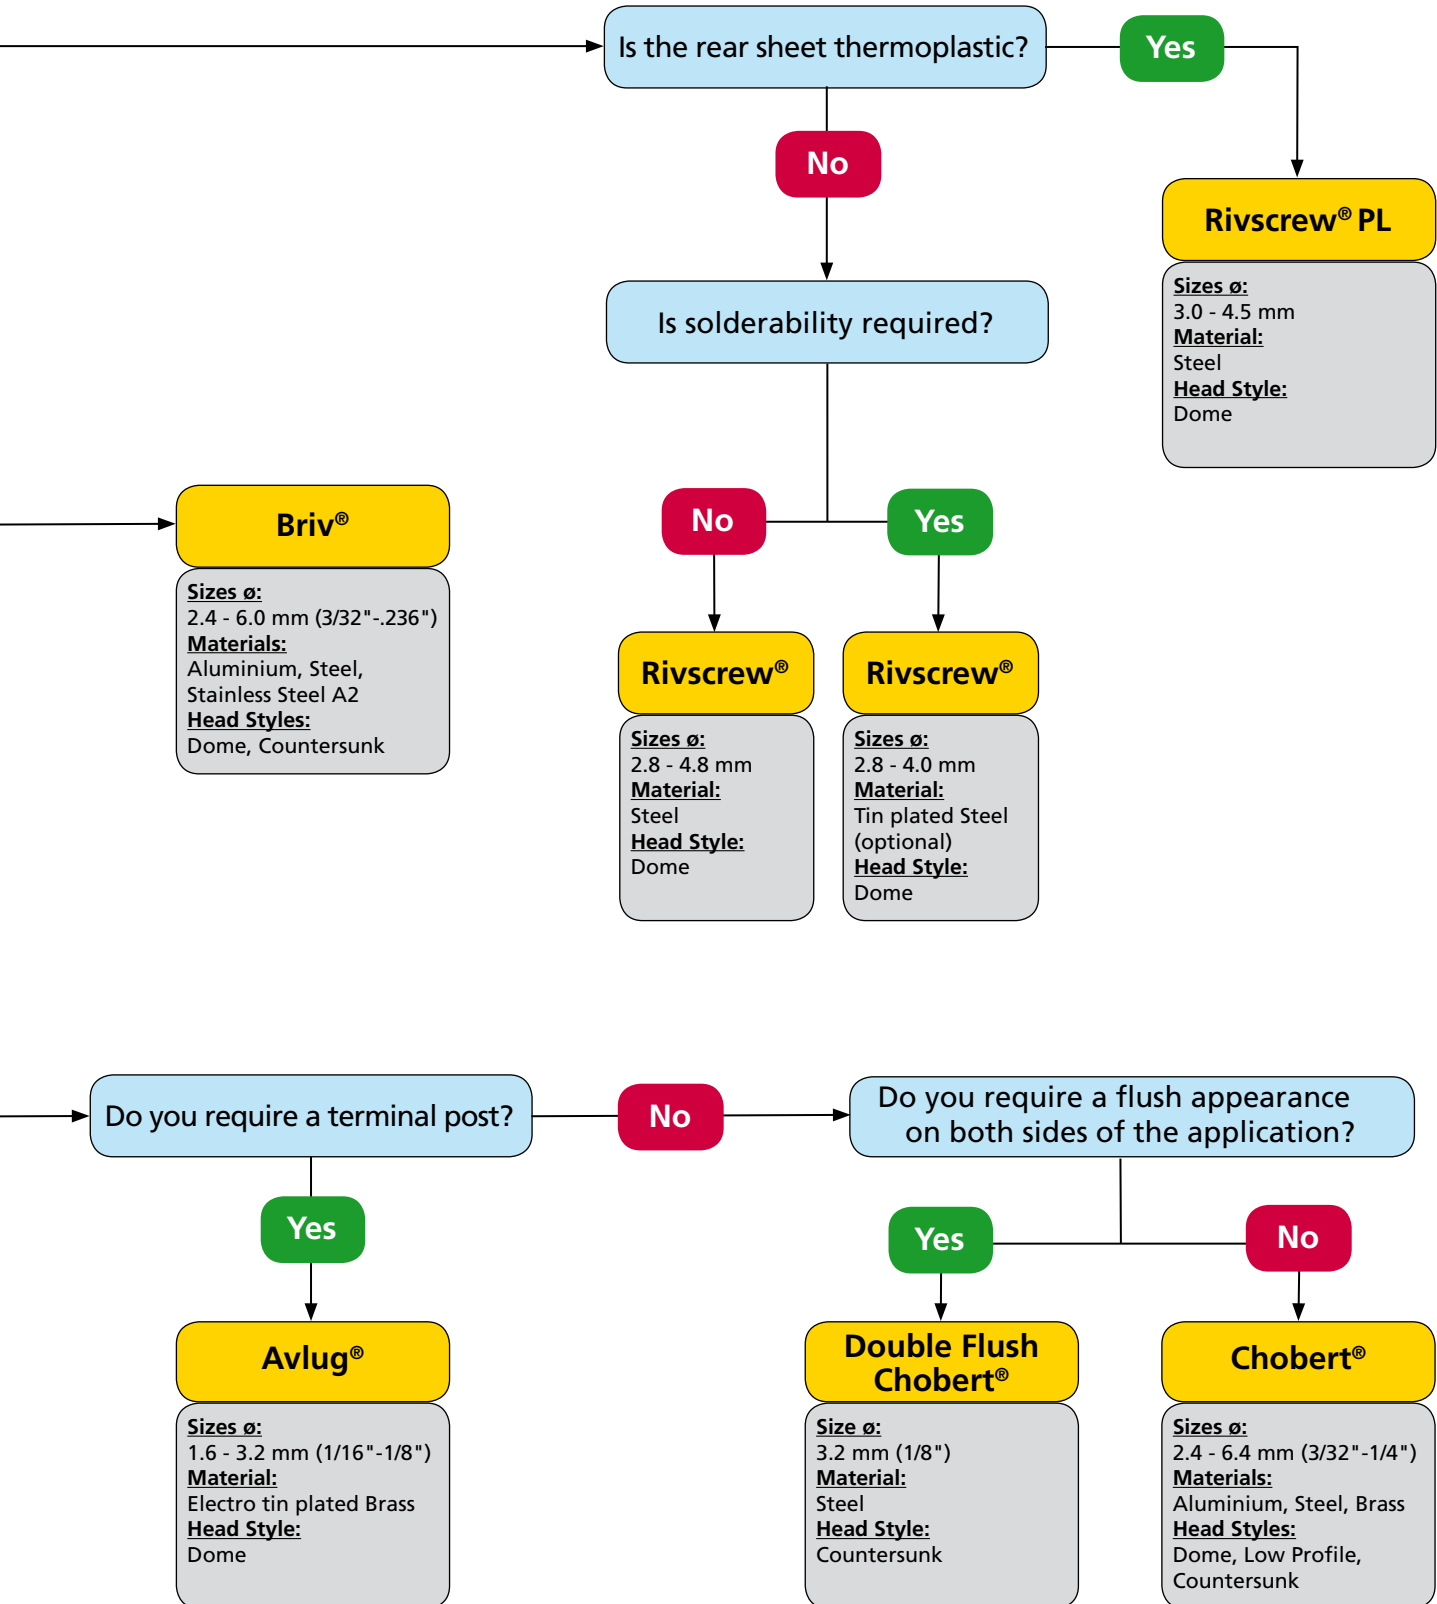 Is the rear sheet thermoplastic?
Yes
No
Rivscrew® PL
Sizes ø:
3.0 - 4.5 mm
Material:
Steel
Head Style:
Dome
Is solderability required?
No
Yes
Briv®
Sizes ø:
2.4 - 6.0 mm (3/32"-.236")
Materials:
Aluminium, Steel,
Stainless Steel A2
Head Styles:
Dome, Countersunk
Rivscrew®
Sizes ø:
2.8 - 4.8 mm
Material:
Steel
Head Style:
Dome
Rivscrew®
Sizes ø:
2.8 - 4.0 mm
Material:
Tin plated Steel
(optional)
Head Style:
Dome
Do you require a terminal post?
No
Do you require a flush appearance
on both sides of the application?
Yes
Yes
No
Avlug®
Sizes ø:
1.6 - 3.2 mm (1/16"-1/8")
Material:
Electro tin plated Brass
Head Style:
Dome
Double Flush
Chobert®
Size ø:
3.2 mm (1/8")
Material:
Steel
Head Style:
Countersunk
Chobert®
Sizes ø:
2.4 - 6.4 mm (3/32"-1/4")
Materials:
Aluminium, Steel, Brass
Head Styles:
Dome, Low Profile,
Countersunk